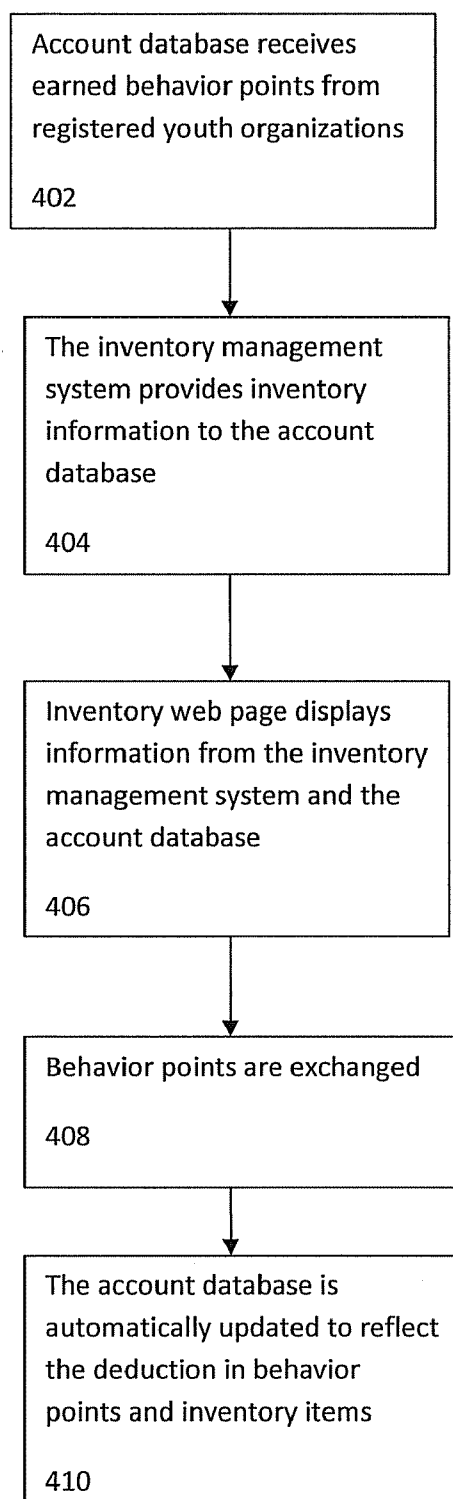 Account database receives
earned behavior points from
registered youth organizations
402
The inventory management
system provides inventory
information to the account
database
404
Inventory web page displays
information from the inventory
management system and the
account database
406
Behavior points are exchanged
408
The account database is
automatically updated to reflect
the deduction in behavior
points and inventory items
410